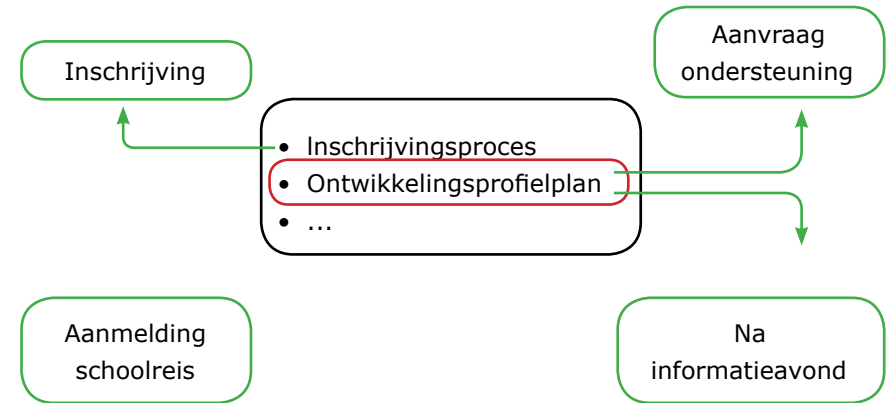 Inschrijving
Aanvraag
ondersteuning
• Inschrijvingsproces
• Ontwikkelingsprofielplan
• ...
Aanmelding
schoolreis
Na
informatieavond